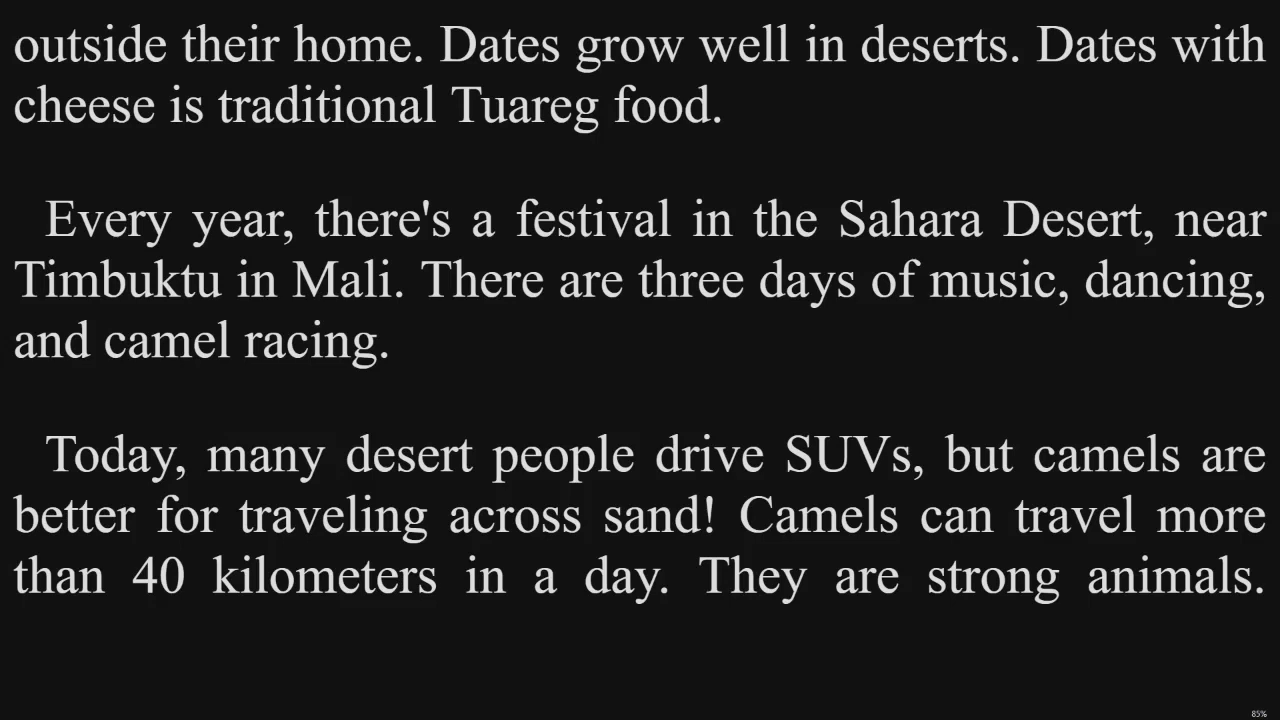 outside their home. Dates grow well in deserts. Dates with
cheese is traditional Tuareg food.
Every year, there's a festival in the Sahara Desert, near
Timbuktu in Mali. There are three days of music, dancing,
and camel racing.
Today, many desert people drive SUVs, but camels are
better for traveling across sand! Camels can travel more
than 40 kilometers in a day. They are strong animals.
85%